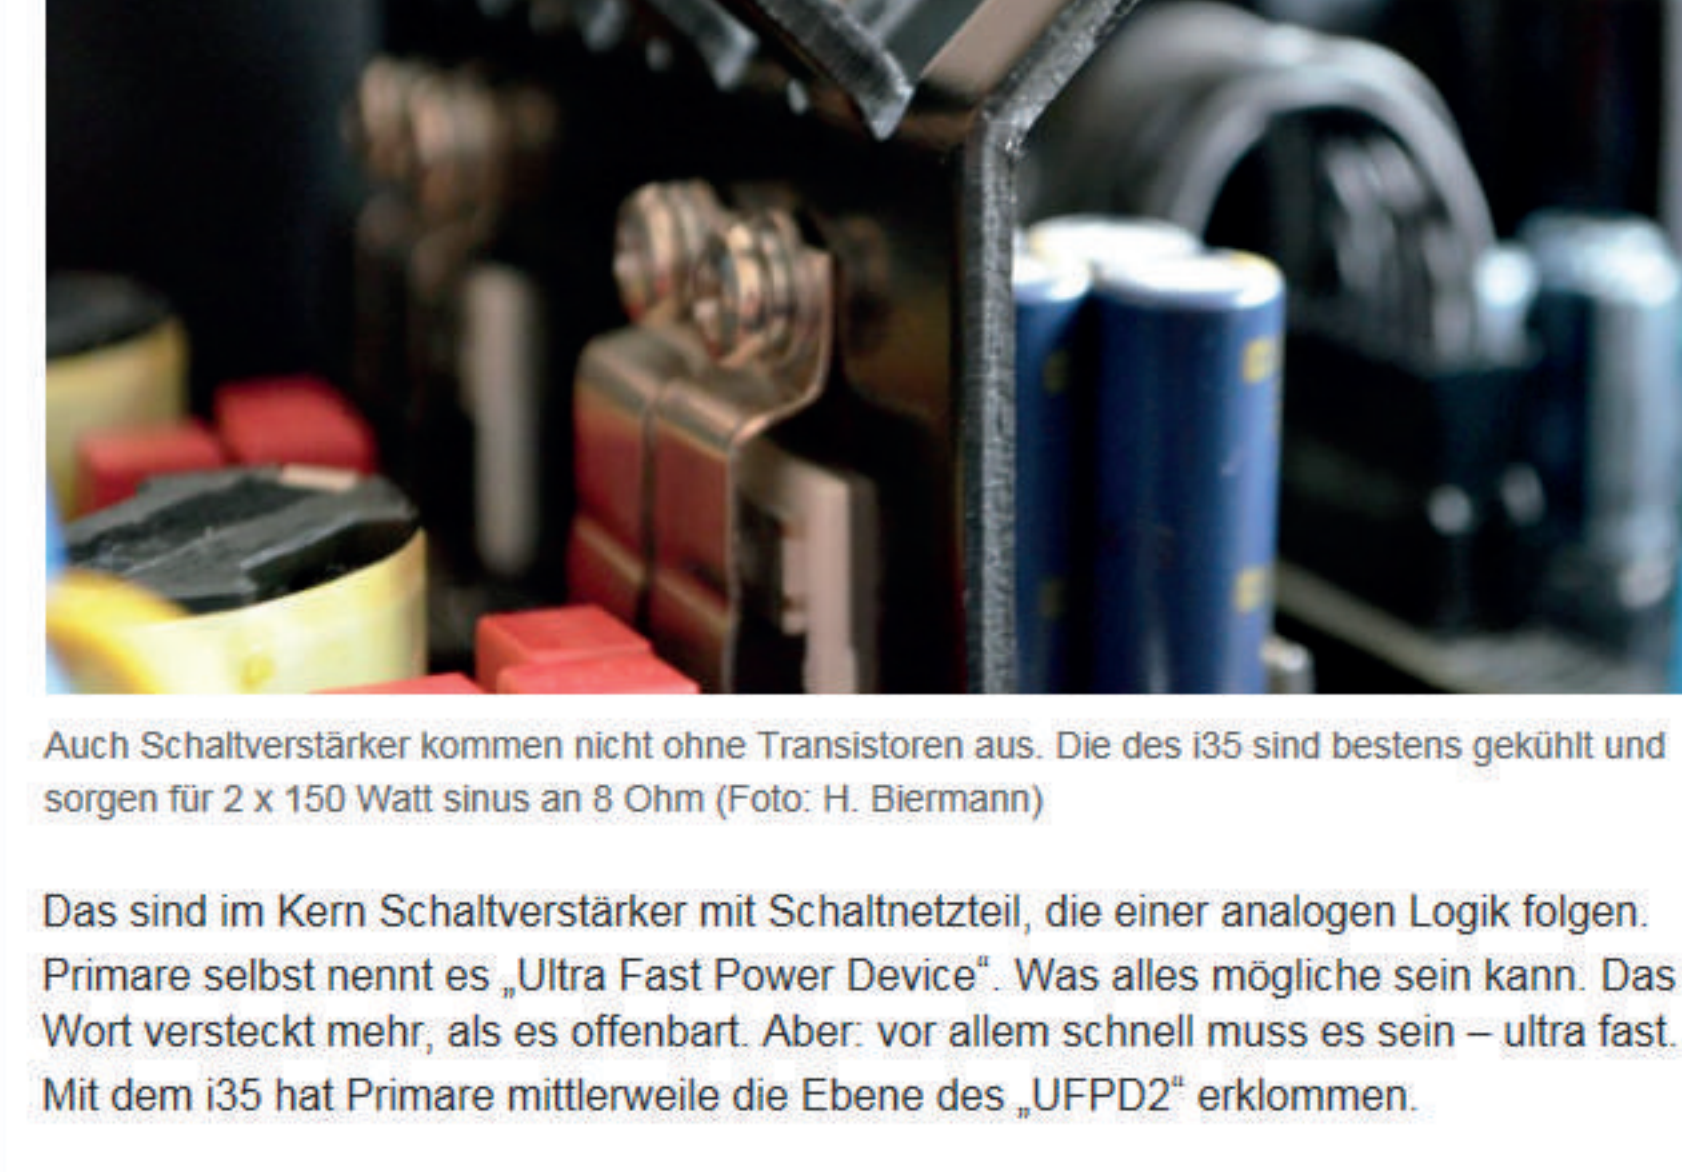 Auch Schaltverstärker kommen nicht ohne Transistoren aus. Die des i35 sind bestens gekühlt und
sorgen für 2 x 150 Watt sinus an 8 Ohm (Foto: H. Biermann)
Das sind im Kern Schaltverstärker mit Schaltnetzteil, die einer analogen Logik folgen.
Primare selbst nennt es „Ultra Fast Power Device“. Was alles mögliche sein kann. Das
Wort versteckt mehr, als es offenbart. Aber: vor allem schnell muss es sein – ultra fast.
Mit dem i35 hat Primare mittlerweile die Ebene des „UFPD2“ erklommen.